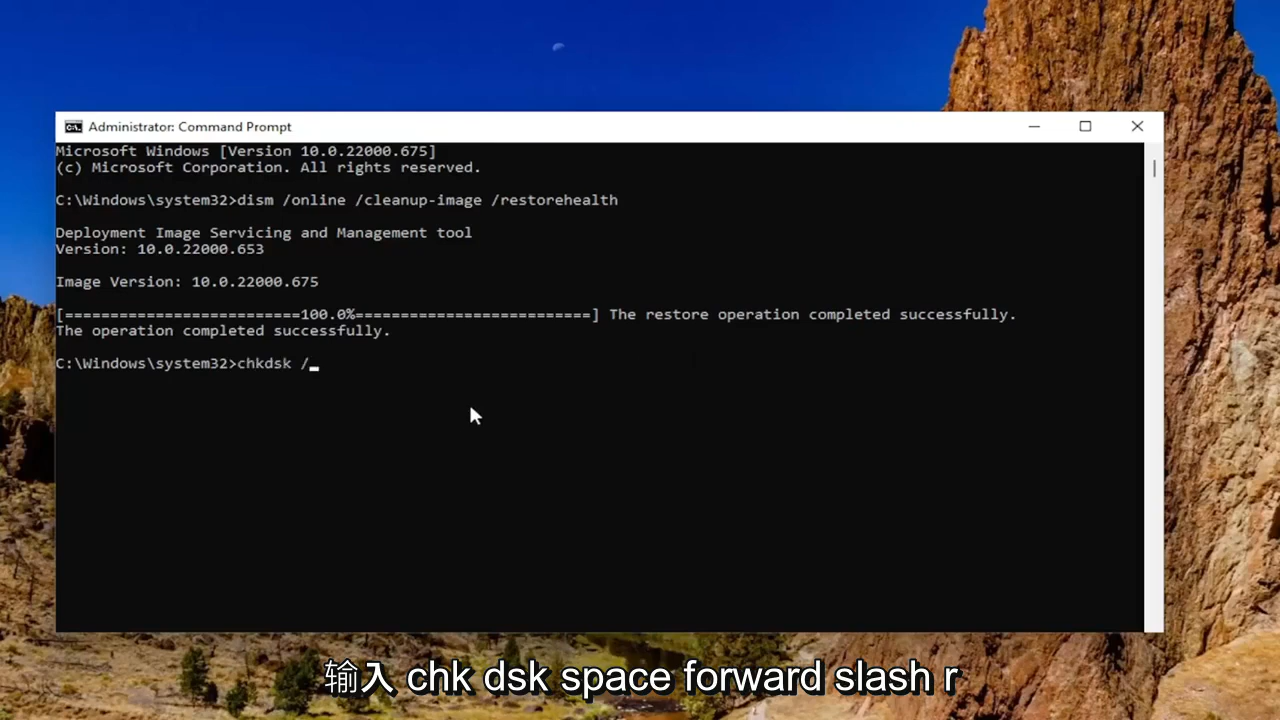 Administrator: Command Prompt
Microsoft Windows [Version 10.0.22000.675]
(c) Microsoft Corporation. All rights reserved.
C:\Windows\system32>dism /online /cleanup-image /restorehealth
Deployment Image Servicing and Management tool
Version: 10.0.22000.653
Image Version: 10.0.22000.675
[==========================100.0%==========================] The restore operation completed successfully.
The operation completed successfully.
C:\Windows\system32>chkdsk /
输入 chk dsk space forward slash r